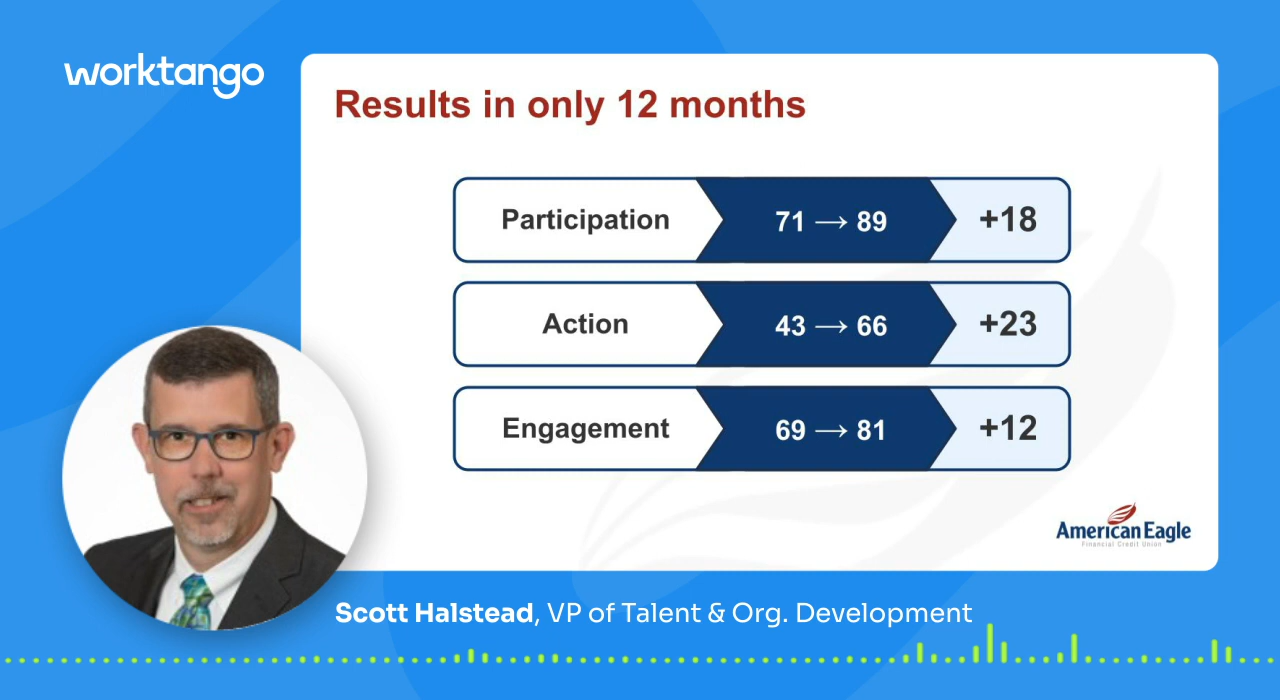 worktango
Results in only 12 months
Participation 71 → 89 +18
Action 43 → 66 +23
Engagement 69 → 81 +12
American Eagle
Financial Credit Union
Scott Halstead, VP of Talent & Org. Development